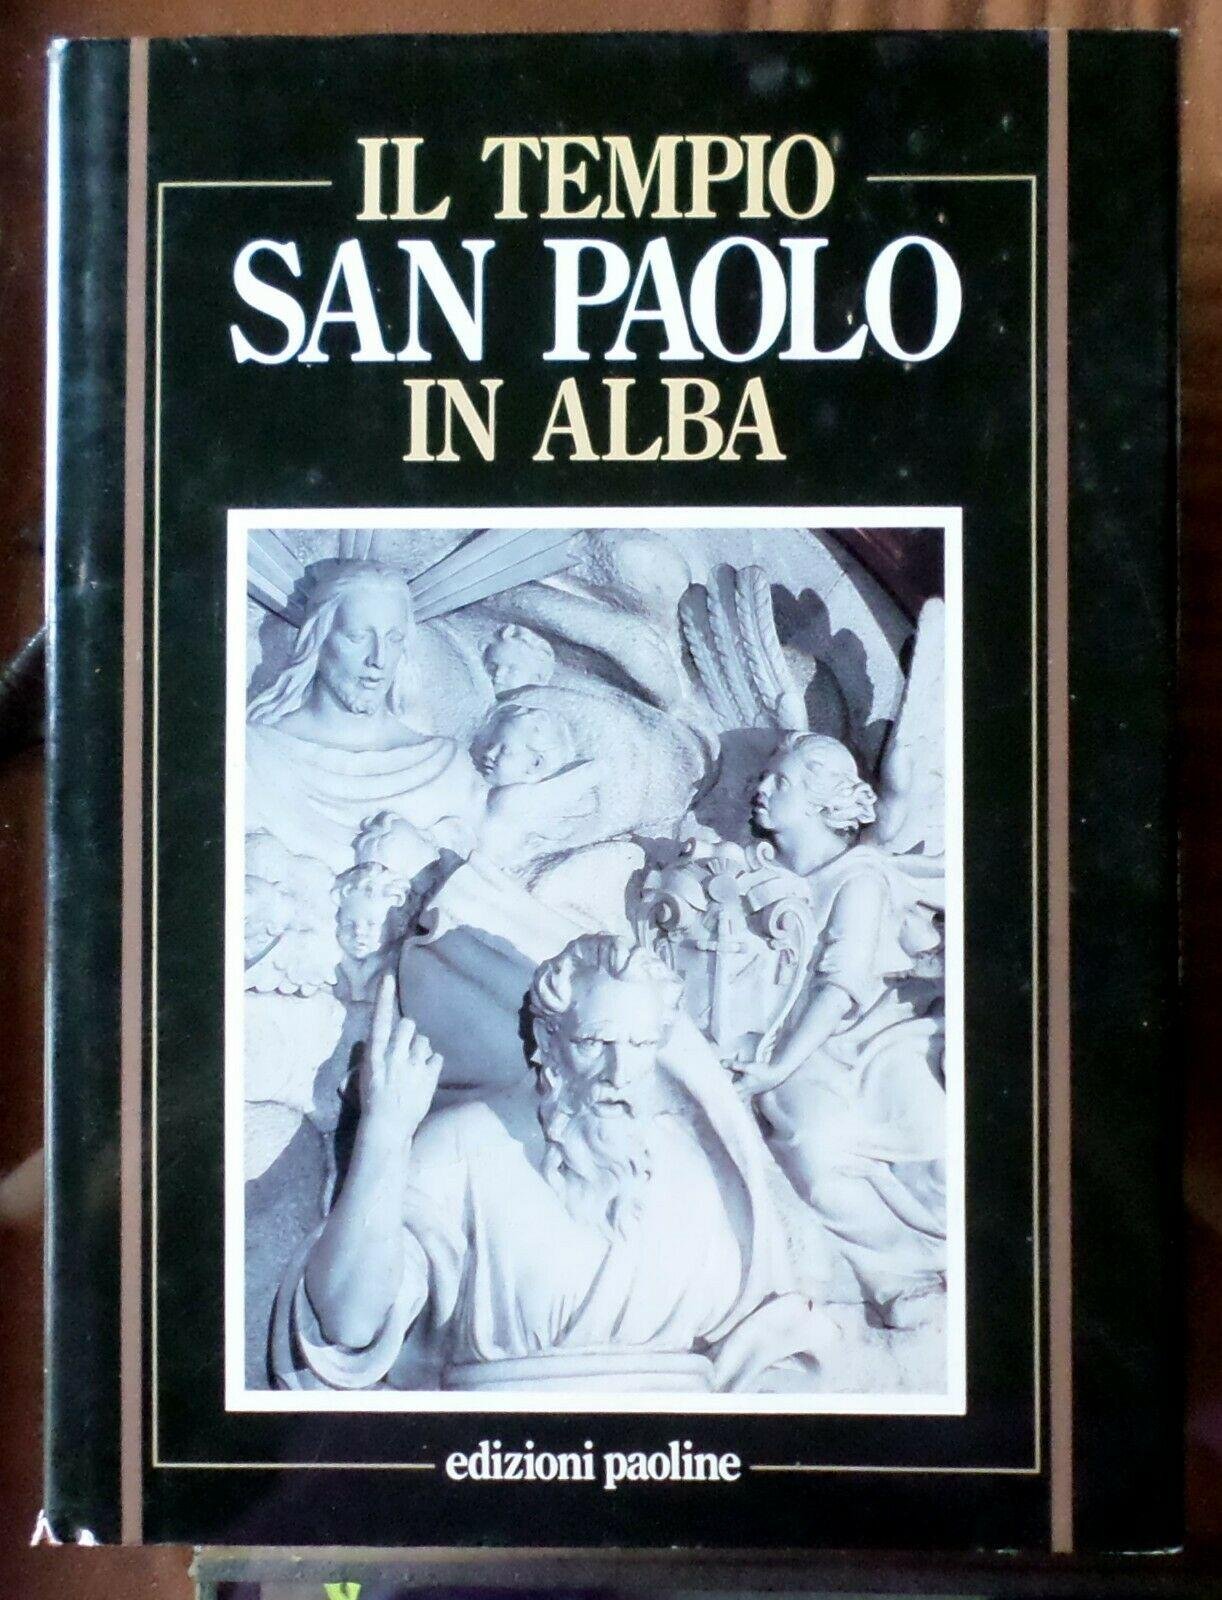 IL TEMPIO
SAN PAOLO
IN ALBA
edizioni paoline